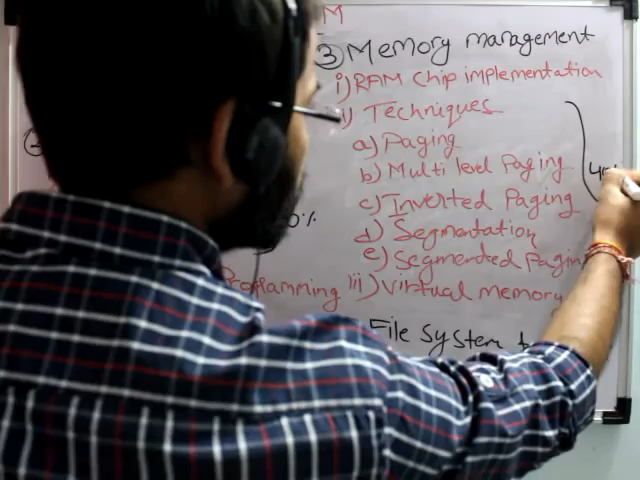 M
③ Memory management
i) RAM Chip implementation
) Techniques
a) Paging
b) Multi level Paging
c) Inverted Paging
d) Segmentation
e) Segmented Pagin
0%
Programming iii) Virtual memory
File System